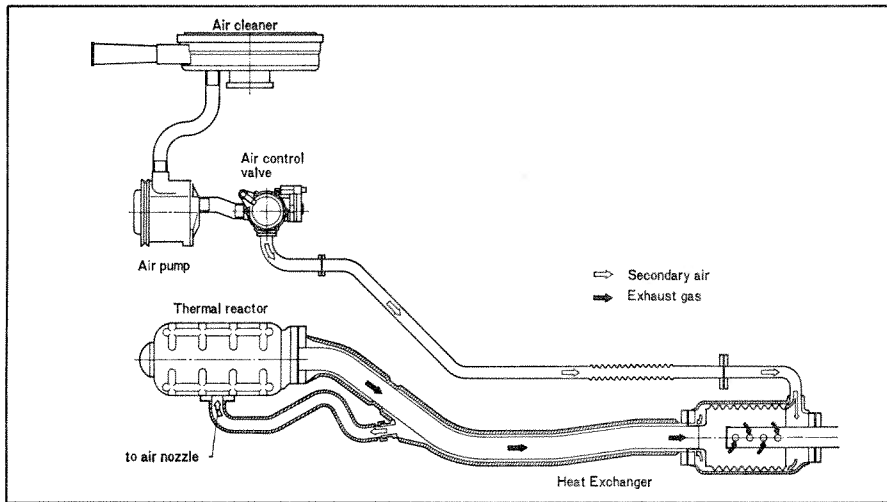 Air cleaner
Air control
valve
Air pump
Secondary air
Exhaust gas
Thermal reactor
to air nozzle
Heat Exchanger